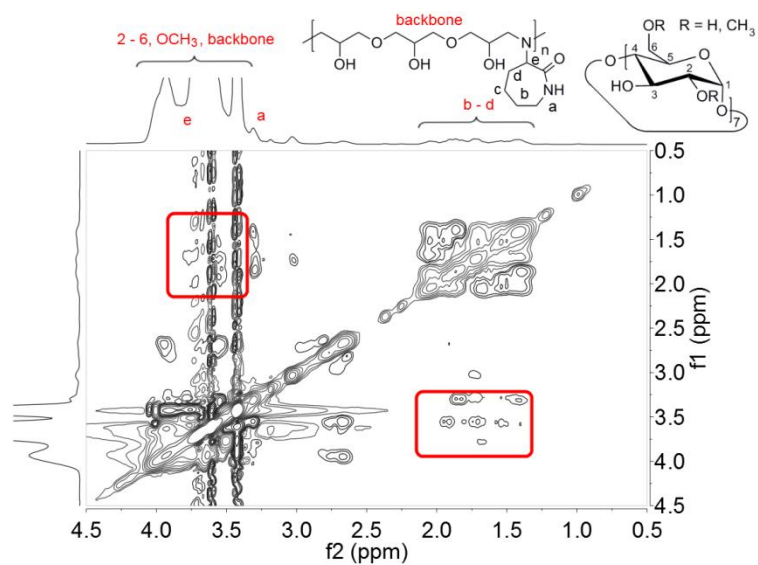 2 - 6, OCH3, backbone
e
a
backbone
O
O
N
n
OH
OH
OH
e
O
d
c
b
NH
a
b - d
RO
R = H, CH3
6
4
5
O
O
2
1
HO
3
RO
O
7
0.5
1.0
1.5
2.0
2.5
3.0
3.5
4.0
4.5
f1 (ppm)
4.5 4.0 3.5 3.0 2.5 2.0 1.5 1.0 0.5
f2 (ppm)